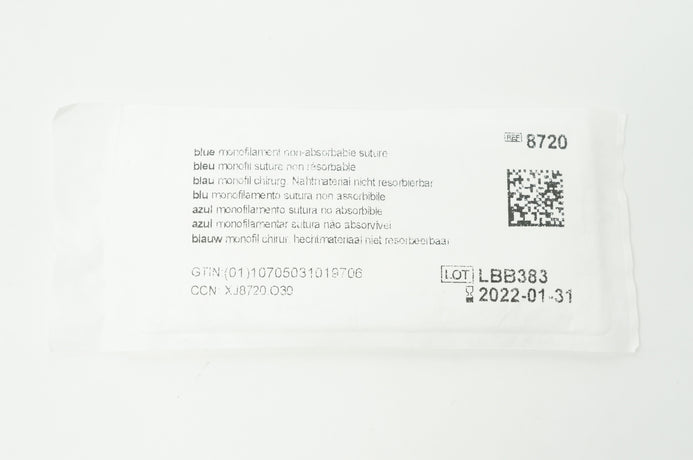 REF 8720
blue monofilament non-absorbable suture
bleu monofil suture non résorbable
blau monofil chirurg. Nahtmaterial nicht resorbierbar
blu monofilamento sutura non assorbibile
azul monofilamento sutura no absorbible
azul monofilamentar sutura não absorvível
blauw monofil chirur. hechtmateriaal niet resorbeerbaar
GTIN:(01)10705031019706
CCN: XJ8720.O30
LOT LBB383
2022-01-31